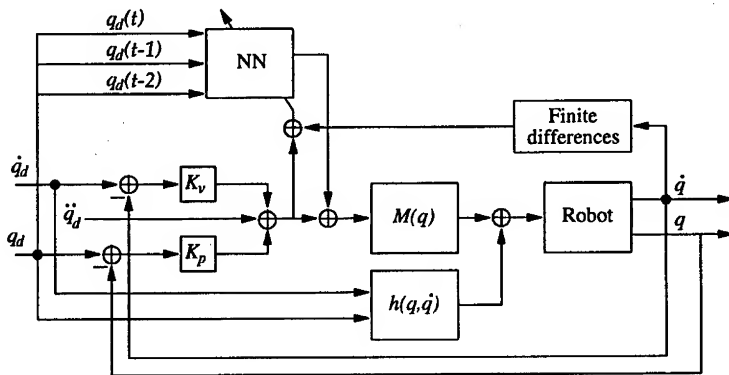 q_d(t)
q_d(t-1)
q_d(t-2)
NN
Finite
differences
q̇_d
K_v
q̈_d
M(q)
Robot
q̇
q
q_d
K_p
h(q,q̇)